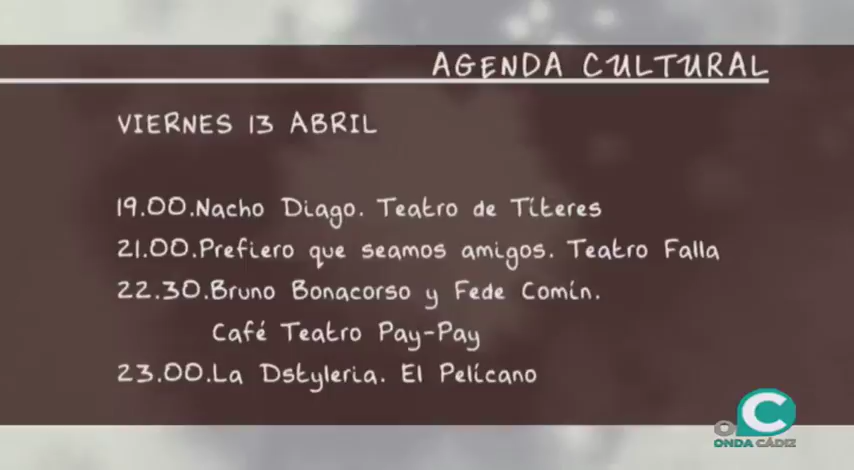 AGENDA CULTURAL
VIERNES 13 ABRIL
19.00.Nacho Diago. Teatro de Títeres
21.00.Prefiero que seamos amigos. Teatro Falla
22.30.Bruno Bonacorso y Fede Comín.
Café Teatro Pay-Pay
23.00.La Dstyleria. El Pelícano
ONDA CÁDIZ